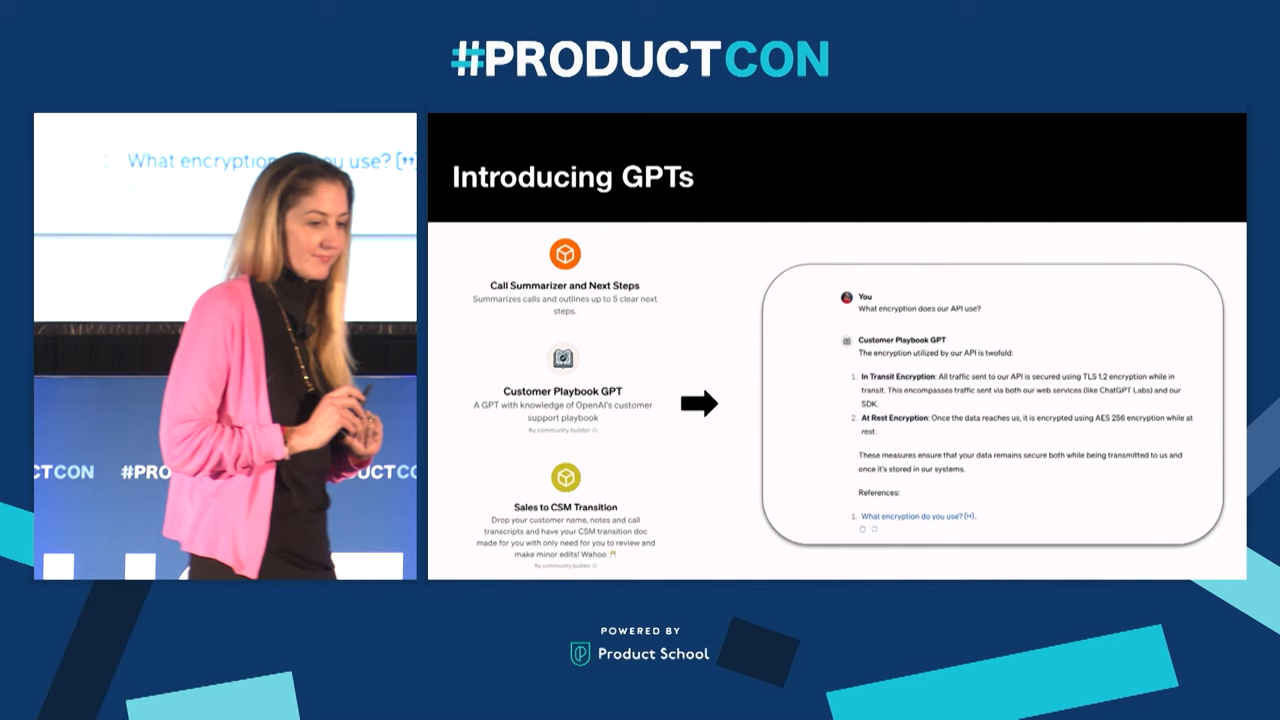 #PRODUCTCON
What encryption you use?
CTCON #PRO UCTCO
Introducing GPTs
Call Summarizer and Next Steps
Summarizes calls and outlines up to 5 clear next
steps.
Customer Playbook GPT
A GPT with knowledge of OpenAI's customer
support playbook
By community builder
Sales to CSM Transition
Drop your customer name, notes and call
transcripts and have your CSM transition doc
made for you with only need for you to review and
make minor edits! Wahoo
By community builder
You
What encryption does our API use?
Customer Playbook GPT
The encryption utilized by our API is twofold:
1. In Transit Encryption: All traffic sent to our API is secured using TLS 1.2 encryption while in
transit. This encompasses traffic sent via both our web services (like ChatGPT Labs) and our
SDK.
2. At Rest Encryption: Once the data reaches us, it is encrypted using AES 256 encryption while at
rest.
These measures ensure that your data remains secure both while being transmitted to us and
once it's stored in our systems.
References:
1. What encryption do you use? [❞].
POWERED BY
Product School